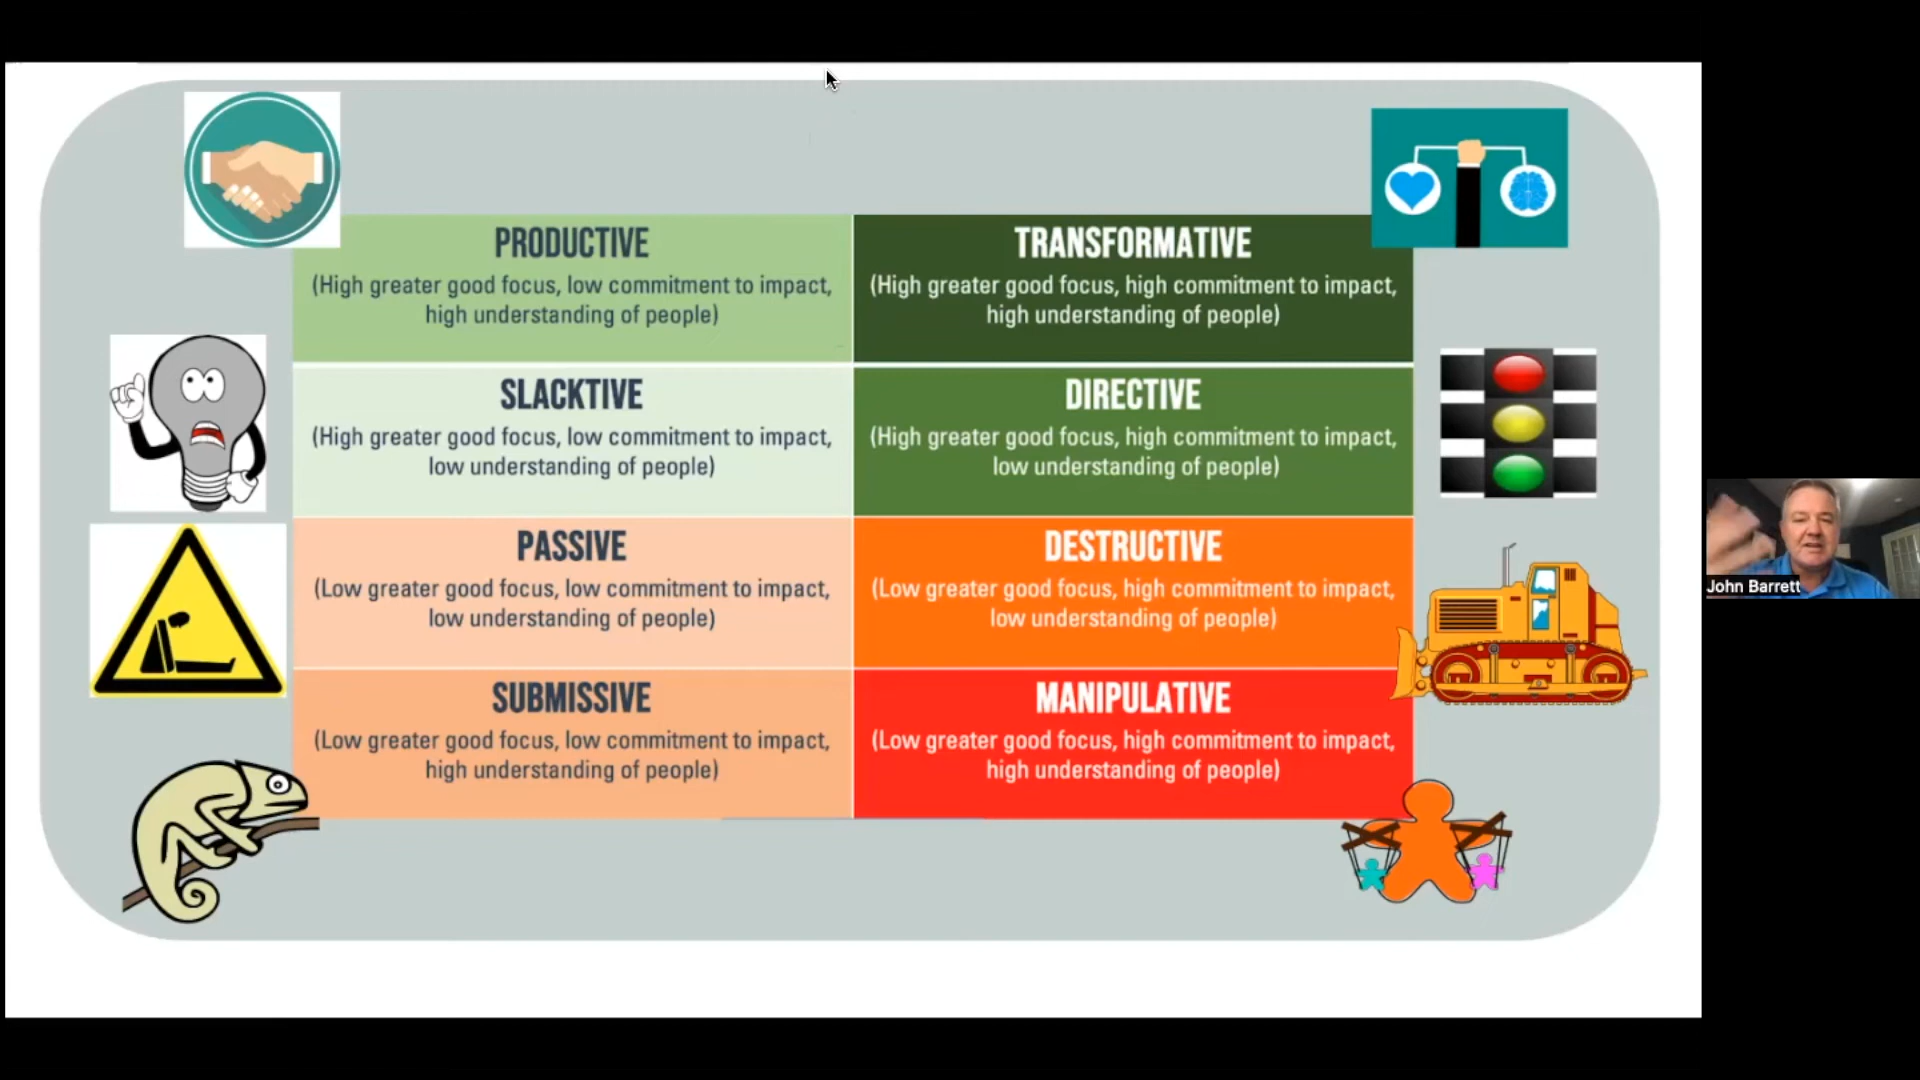 PRODUCTIVE
(High greater good focus, low commitment to impact,
high understanding of people)
TRANSFORMATIVE
(High greater good focus, high commitment to impact,
high understanding of people)
SLACKTIVE
(High greater good focus, low commitment to impact,
low understanding of people)
DIRECTIVE
(High greater good focus, high commitment to impact,
low understanding of people)
PASSIVE
(Low greater good focus, low commitment to impact,
low understanding of people)
DESTRUCTIVE
(Low greater good focus, high commitment to impact,
low understanding of people)
SUBMISSIVE
(Low greater good focus, low commitment to impact,
high understanding of people)
MANIPULATIVE
(Low greater good focus, high commitment to impact,
high understanding of people)
John Barrett